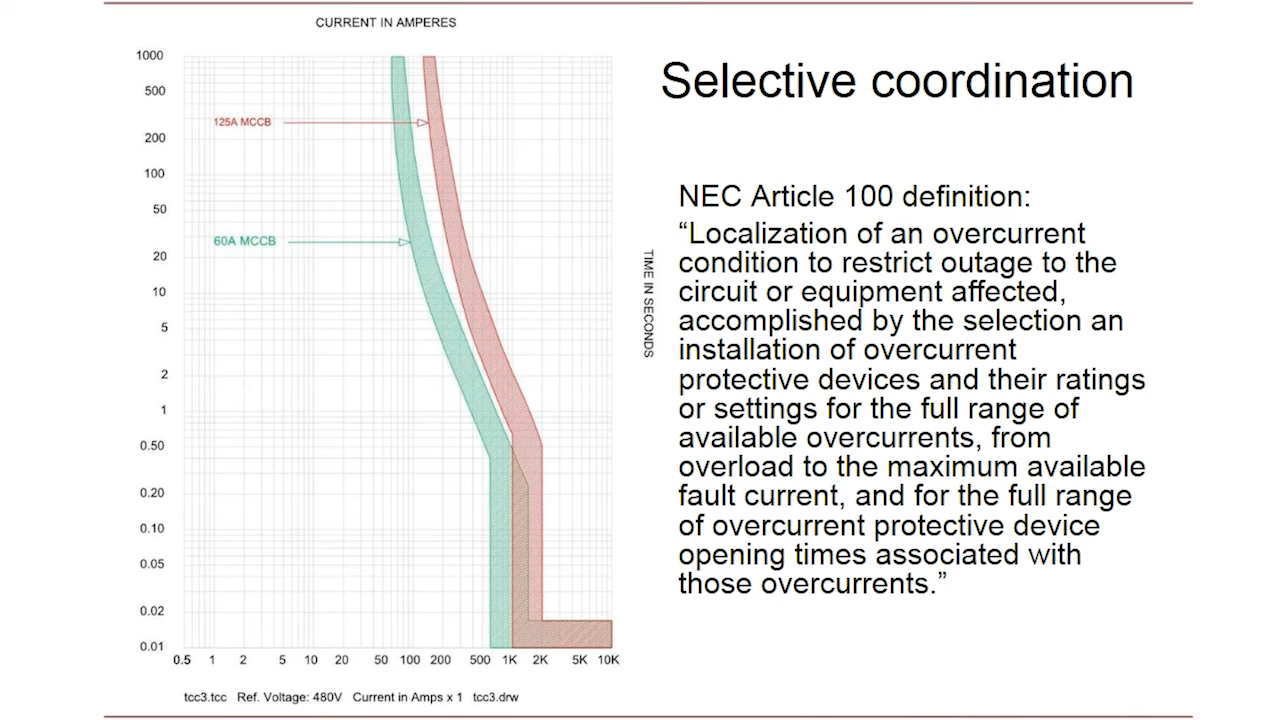 CURRENT IN AMPERES
Selective coordination
1000
500
200
100
50
20
10
5
2
1
0.50
0.20
0.10
0.05
0.02
0.01
125A MCCB
60A MCCB
0.5 1 2 5 10 20 50 100 200 500 1K 2K 5K 10K
tcc3.tcc Ref. Voltage: 480V Current in Amps x 1 tcc3.drw
TIME IN SECONDS
NEC Article 100 definition:
“Localization of an overcurrent
condition to restrict outage to the
circuit or equipment affected,
accomplished by the selection an
installation of overcurrent
protective devices and their ratings
or settings for the full range of
available overcurrents, from
overload to the maximum available
fault current, and for the full range
of overcurrent protective device
opening times associated with
those overcurrents.”